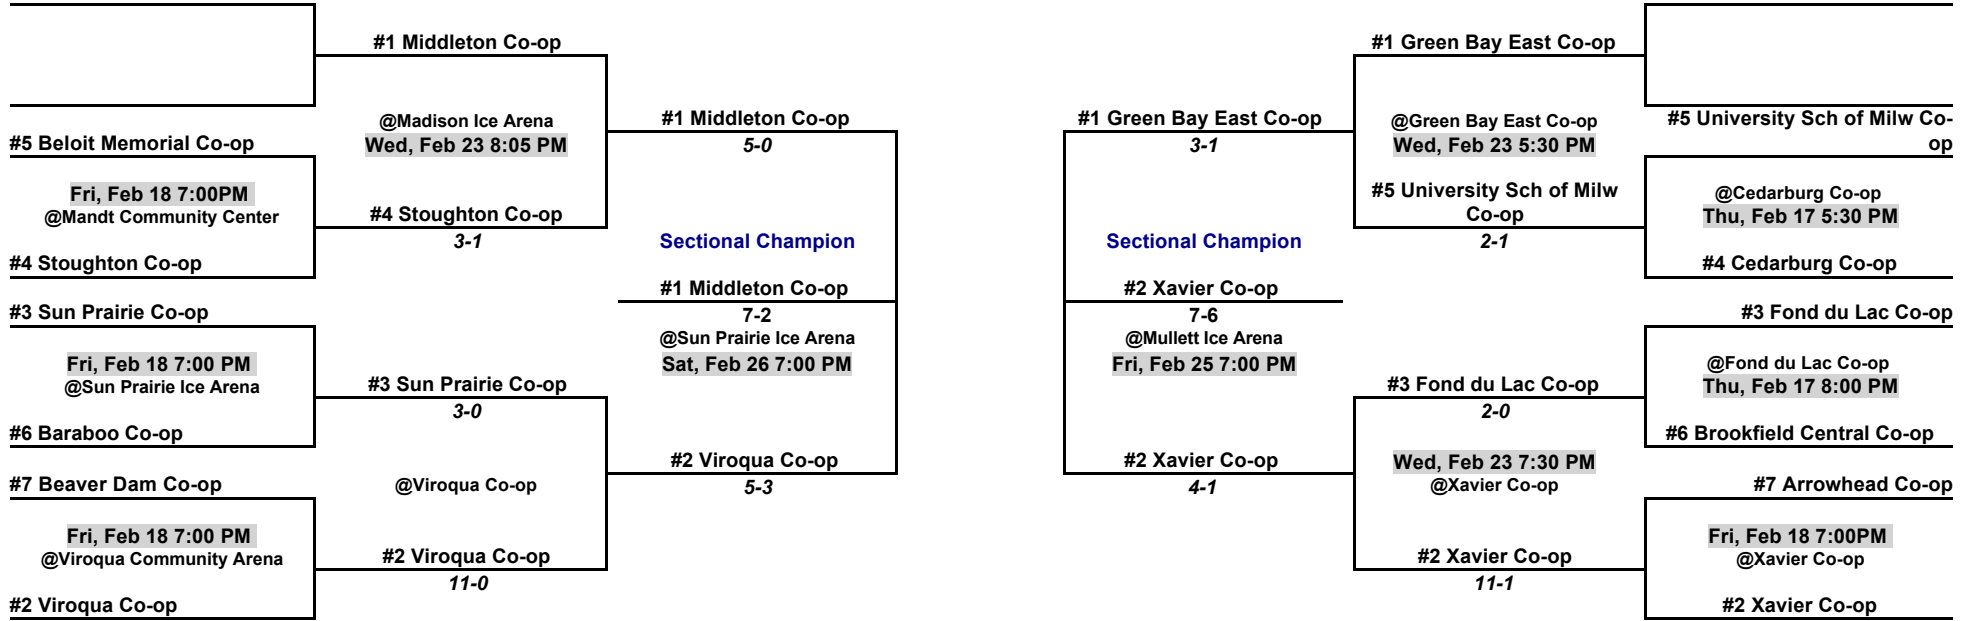 #1 Middleton Co-op
@Madison Ice Arena
Wed, Feb 23 8:05 PM
#5 Beloit Memorial Co-op
Fri, Feb 18 7:00PM
@Mandt Community Center
#4 Stoughton Co-op
#4 Stoughton Co-op
3-1
#1 Middleton Co-op
5-0
Sectional Champion
#1 Middleton Co-op
7-2
@Sun Prairie Ice Arena
Sat, Feb 26 7:00 PM
#3 Sun Prairie Co-op
Fri, Feb 18 7:00 PM
@Sun Prairie Ice Arena
#6 Baraboo Co-op
#3 Sun Prairie Co-op
3-0
@Viroqua Co-op
#2 Viroqua Co-op
5-3
#7 Beaver Dam Co-op
Fri, Feb 18 7:00 PM
@Viroqua Community Arena
#2 Viroqua Co-op
#2 Viroqua Co-op
11-0
#1 Green Bay East Co-op
3-1
Sectional Champion
#2 Xavier Co-op
7-6
@Mullett Ice Arena
Fri, Feb 25 7:00 PM
#2 Xavier Co-op
4-1
#1 Green Bay East Co-op
@Green Bay East Co-op
Wed, Feb 23 5:30 PM
#5 University Sch of Milw
Co-op
2-1
#3 Fond du Lac Co-op
2-0
Wed, Feb 23 7:30 PM
@Xavier Co-op
#2 Xavier Co-op
11-1
#5 University Sch of Milw Co-
op
@Cedarburg Co-op
Thu, Feb 17 5:30 PM
#4 Cedarburg Co-op
#3 Fond du Lac Co-op
@Fond du Lac Co-op
Thu, Feb 17 8:00 PM
#6 Brookfield Central Co-op
#7 Arrowhead Co-op
Fri, Feb 18 7:00PM
@Xavier Co-op
#2 Xavier Co-op